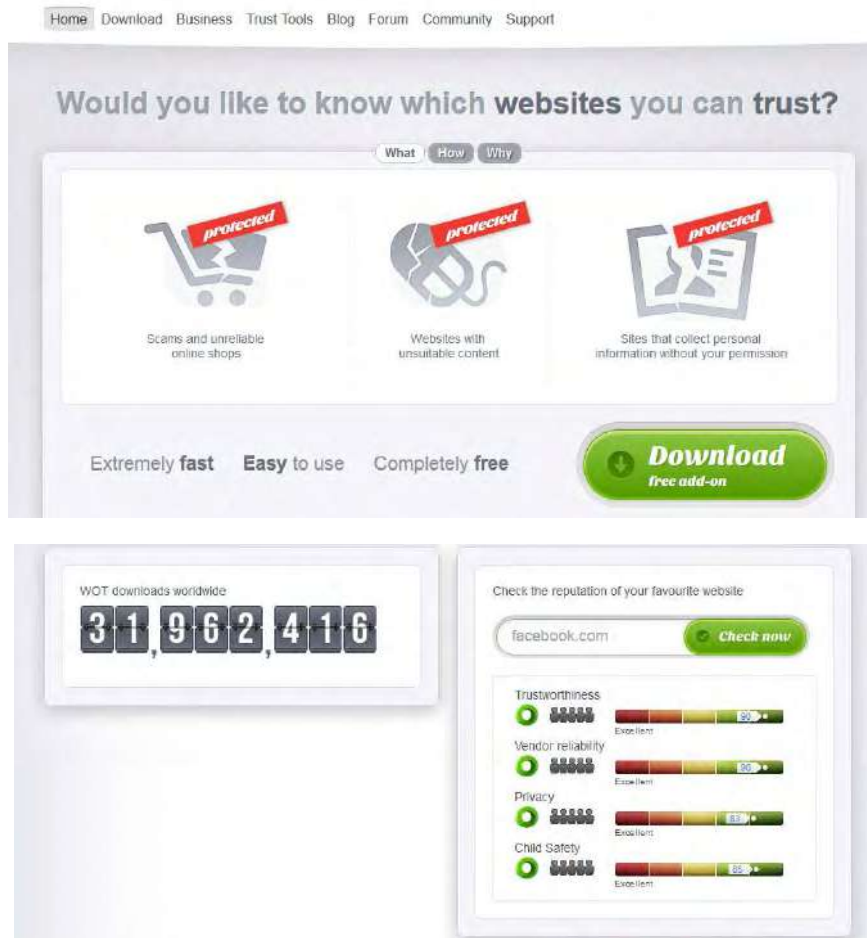 Home Download Business Trust Tools Blog Forum Community Support
Would you like to know which websites you can trust?
What How Why
protected
protected
protected
Scams and unreliable
online shops
Websites with
unsuitable content
Sites that collect personal
information without your permission
Extremely fast Easy to use Completely free
Download
free add-on
WOT downloads worldwide
31,962,416
Check the reputation of your favourite website
facebook.com Check now
Trustworthiness
90
Excellent
Vendor reliability
90
Excellent
Privacy
83
Excellent
Child Safety
85
Excellent